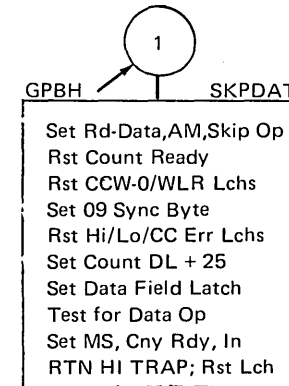 1
GPBH SKPDAT
Set Rd-Data,AM,Skip Op
Rst Count Ready
Rst CCW-0/WLR Lchs
Set 09 Sync Byte
Rst Hi/Lo/CC Err Lchs
Set Count DL + 25
Set Data Field Latch
Test for Data Op
Set MS, Cny Rdy, In
RTN HI TRAP; Rst Lch